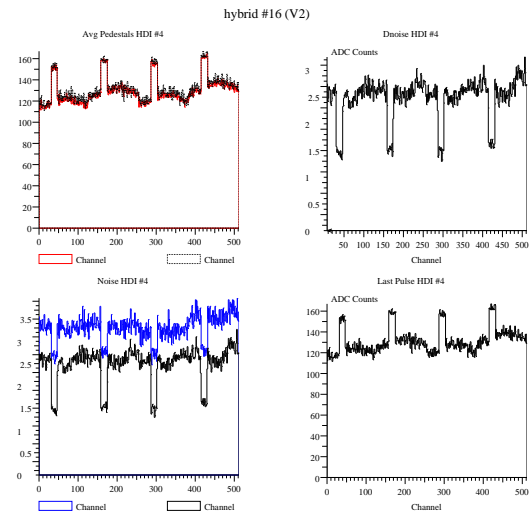 hybrid #16 (V2)
Avg Pedestals HDI #4
160
140
120
100
80
60
40
20
0
0 100 200 300 400 500
Channel Channel
Dnoise HDI #4
ADC Counts
3
2.5
2
1.5
1
0.5
0
50 100 150 200 250 300 350 400 450 500
Channel
Noise HDI #4
3.5
3
2.5
2
1.5
1
0.5
0
0 100 200 300 400 500
Channel Channel
Last Pulse HDI #4
ADC Counts
160
140
120
100
80
60
40
20
0
0 100 200 300 400 500
Channel